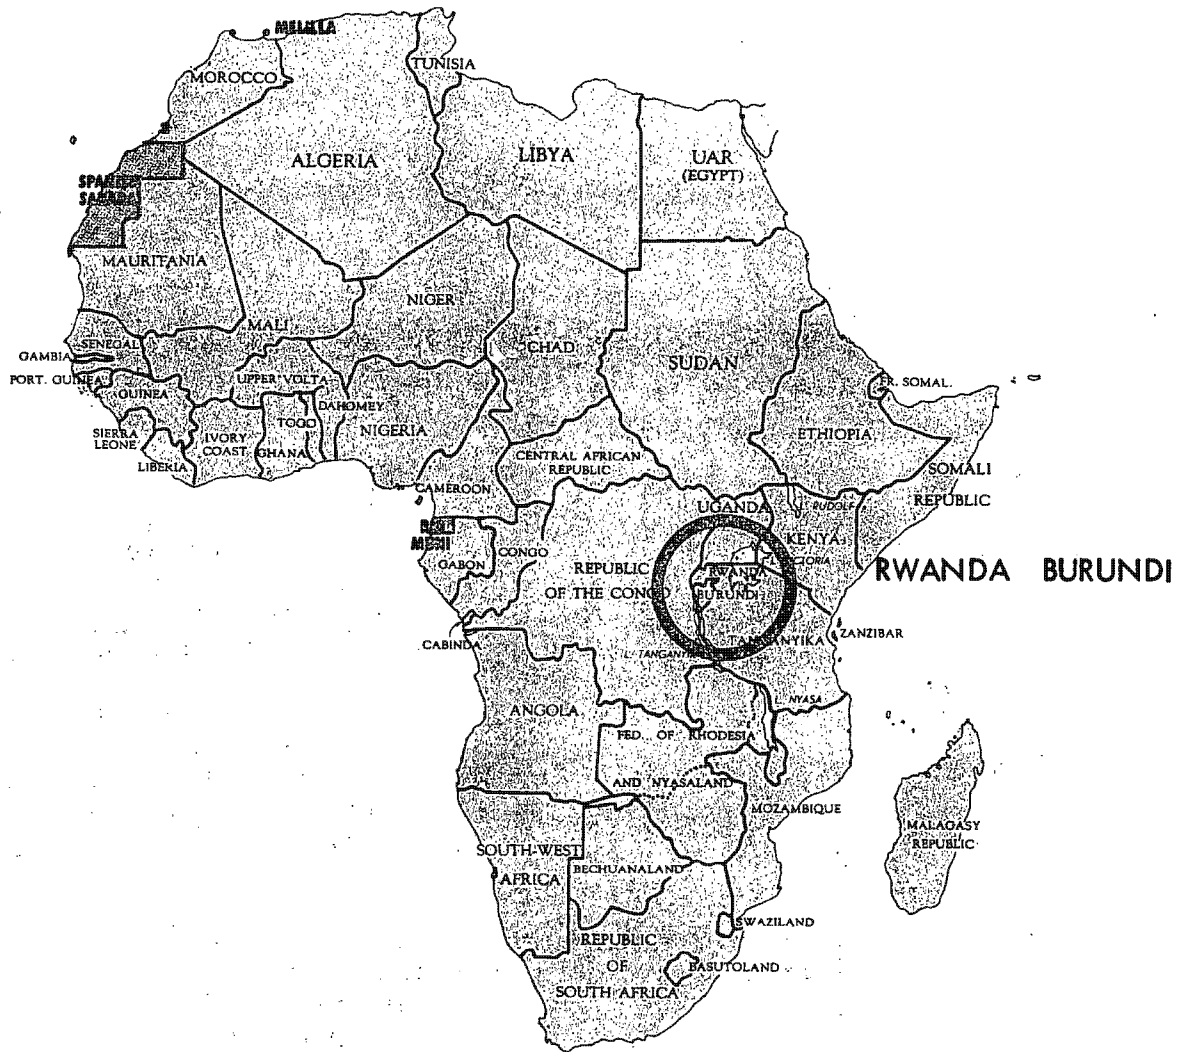 MELILLA
TUNISIA
MOROCCO
ALGERIA
LIBYA
UAR
(EGYPT)
SPANISH
SAHARA
MAURITANIA
NIGER
MALI
CHAD
SUDAN
SENEGAL
GAMBIA
PORT. GUINEA
GUINEA
UPPER VOLTA
FR. SOMAL.
DAHOMEY
TOGO
NIGERIA
SIERRA
LEONE
IVORY
COAST
GHANA
LIBERIA
ETHIOPIA
CENTRAL AFRICAN
REPUBLIC
SOMALI
REPUBLIC
CAMEROON
UGANDA
L. RUDOLF
KENYA
CONGO
GABON
REPUBLIC
OF THE CONGO
RWANDA
BURUNDI
RWANDA BURUNDI
CABINDA
L. TANGANYIKA
TANGANYIKA
ZANZIBAR
ANGOLA
L. NYASA
FED. OF RHODESIA
AND NYASALAND
MOZAMBIQUE
MALAGASY
REPUBLIC
SOUTH-WEST
AFRICA
BECHUANALAND
SWAZILAND
REPUBLIC
OF
SOUTH AFRICA
BASUTOLAND